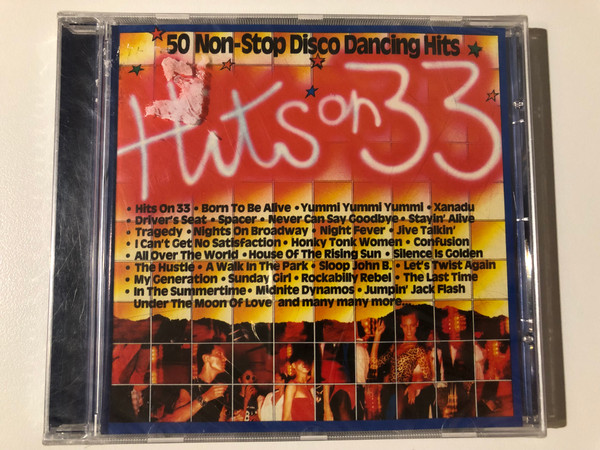 50 Non-Stop Disco Dancing Hits
Hits on 33
• Hits On 33 • Born To Be Alive • Yummi Yummi Yummi • Xanadu
• Driver's Seat • Spacer • Never Can Say Goodbye • Stayin' Alive
• Tragedy • Nights On Broadway • Night Fever • Jive Talkin'
• I Can't Get No Satisfaction • Honky Tonk Women • Confusion
• All Over The World • House Of The Rising Sun • Silence is Golden
• The Hustle • A Walk In The Park • Sloop John B. • Let's Twist Again
• My Generation • Sunday Girl • Rockabilly Rebel • The Last Time
• In The Summertime • Midnite Dynamos • Jumpin' Jack Flash
Under The Moon Of Love and many many more...